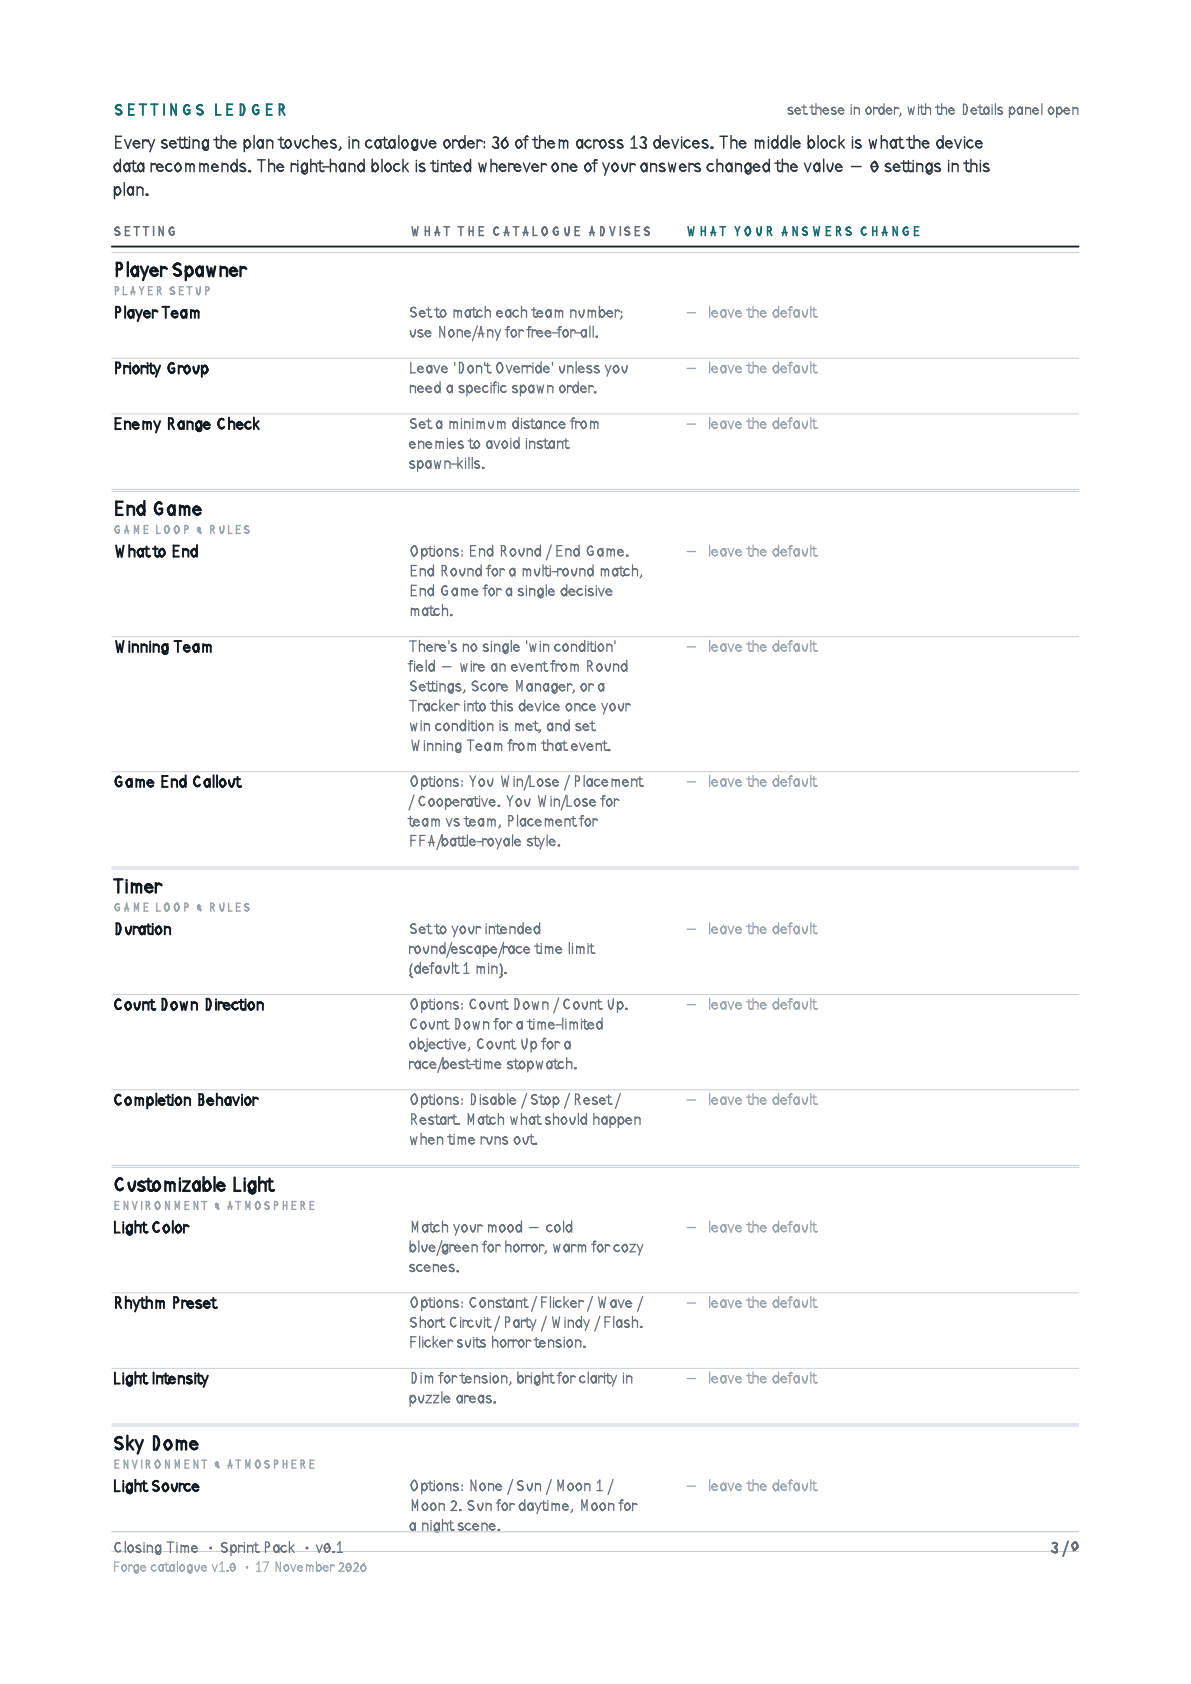 SETTINGS LEDGER
set these in order, with the Details panel open
Every setting the plan touches, in catalogue order: 36 of them across 13 devices. The middle block is what the device
data recommends. The right-hand block is tinted wherever one of your answers changed the value — 0 settings in this
plan.
SETTING
WHAT THE CATALOGUE ADVISES
WHAT YOUR ANSWERS CHANGE
Player Spawner
PLAYER SETUP
Player Team
Set to match each team number;
use None/Any for free-for-all.
— leave the default
Priority Group
Leave 'Don't Override' unless you
need a specific spawn order.
— leave the default
Enemy Range Check
Set a minimum distance from
enemies to avoid instant
spawn-kills.
— leave the default
End Game
GAME LOOP & RULES
What to End
Options: End Round / End Game.
End Round for a multi-round match,
End Game for a single decisive
match.
— leave the default
Winning Team
There's no single 'win condition'
field — wire an event from Round
Settings, Score Manager, or a
Tracker into this device once your
win condition is met, and set
Winning Team from that event.
— leave the default
Game End Callout
Options: You Win/Lose / Placement
/ Cooperative. You Win/Lose for
team vs team, Placement for
FFA/battle-royale style.
— leave the default
Timer
GAME LOOP & RULES
Duration
Set to your intended
round/escape/race time limit
(default 1 min).
— leave the default
Count Down Direction
Options: Count Down / Count Up.
Count Down for a time-limited
objective, Count Up for a
race/best-time stopwatch.
— leave the default
Completion Behavior
Options: Disable / Stop / Reset /
Restart. Match what should happen
when time runs out.
— leave the default
Customizable Light
ENVIRONMENT & ATMOSPHERE
Light Color
Match your mood — cold
blue/green for horror, warm for cozy
scenes.
— leave the default
Rhythm Preset
Options: Constant / Flicker / Wave /
Short Circuit / Party / Windy / Flash.
Flicker suits horror tension.
— leave the default
Light Intensity
Dim for tension, bright for clarity in
puzzle areas.
— leave the default
Sky Dome
ENVIRONMENT & ATMOSPHERE
Light Source
Options: None / Sun / Moon 1 /
Moon 2. Sun for daytime, Moon for
a night scene.
— leave the default
Closing Time · Sprint Pack · v0.1
3 / 9
Forge catalogue v1.0 · 17 November 2026